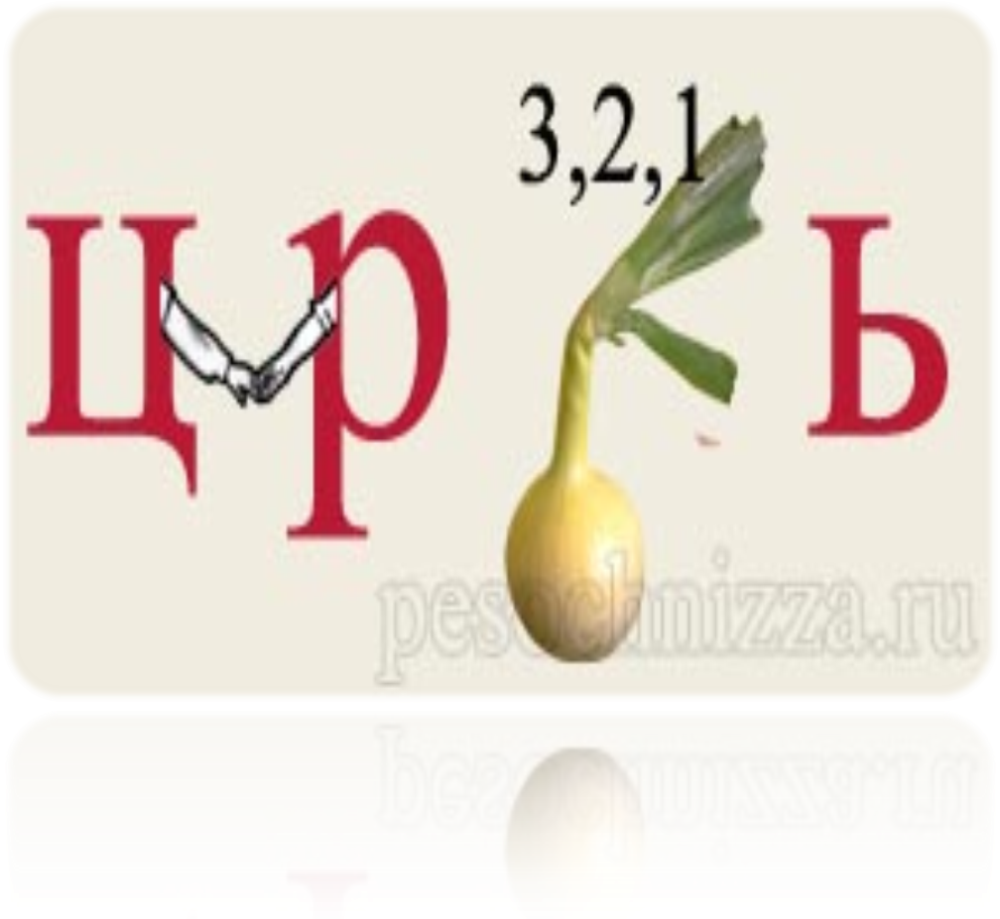 3,2,1
ц р ь
pesochnizza.ru